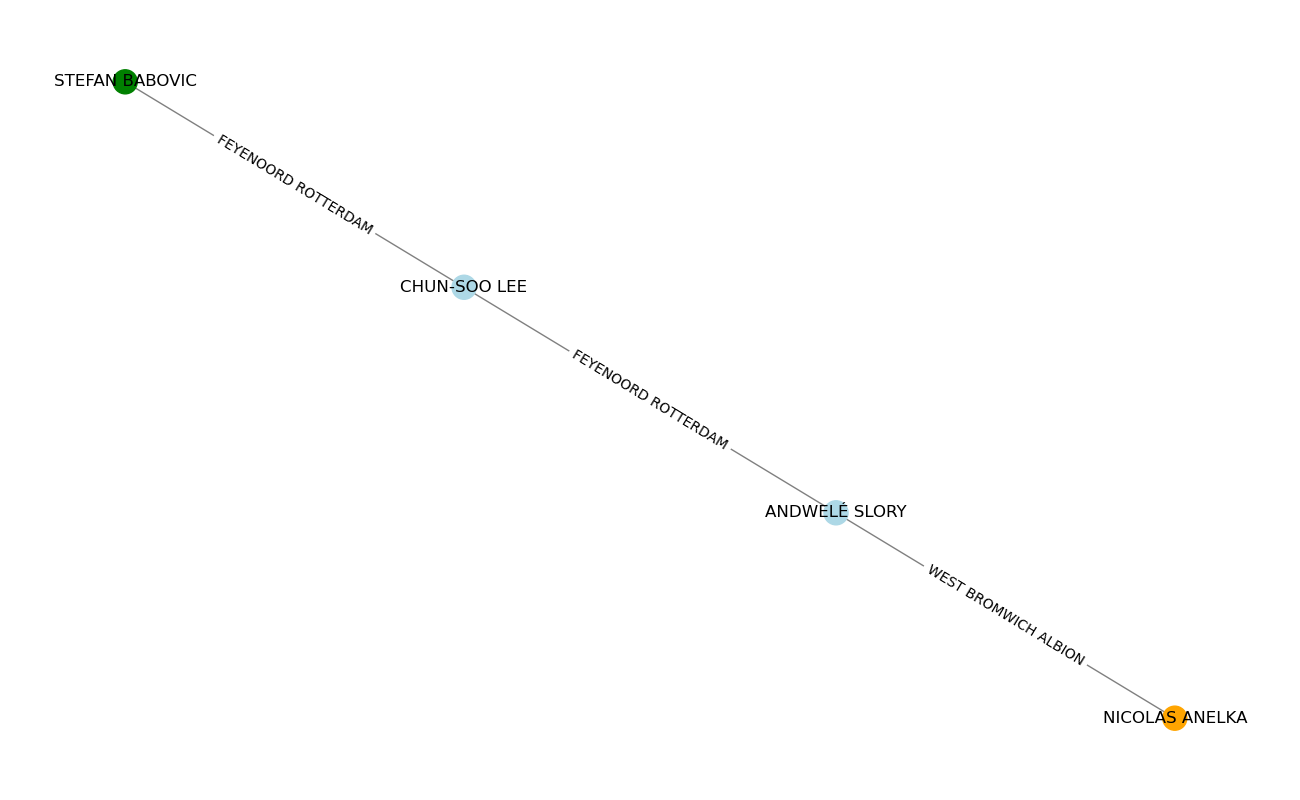 STEFAN BABOVIC
FEYENOORD ROTTERDAM
CHUN-SOO LEE
FEYENOORD ROTTERDAM
ANDWELÉ SLORY
WEST BROMWICH ALBION
NICOLAS ANELKA